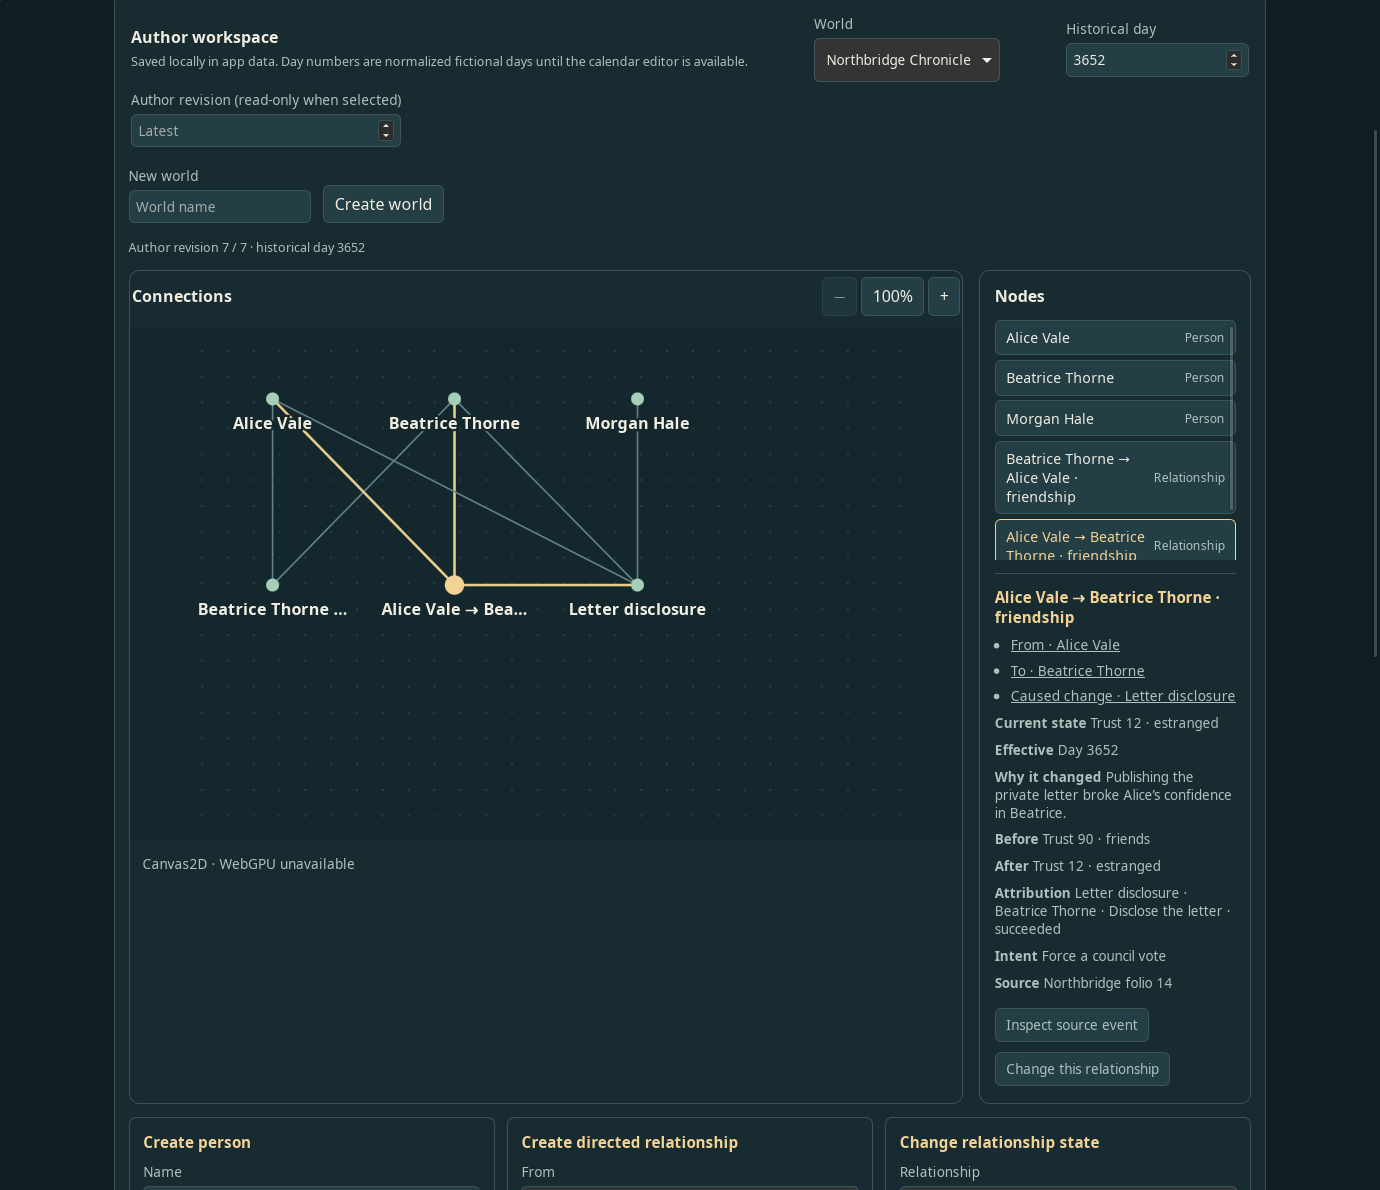 Author workspace
Saved locally in app data. Day numbers are normalized fictional days until the calendar editor is available.
World
Northbridge Chronicle
Historical day
3652
Author revision (read-only when selected)
Latest
New world
World name
Create world
Author revision 7 / 7 · historical day 3652
Connections
−
100%
+
Alice Vale
Beatrice Thorne
Morgan Hale
Beatrice Thorne ...
Alice Vale → Bea...
Letter disclosure
Canvas2D · WebGPU unavailable
Nodes
Alice Vale Person
Beatrice Thorne Person
Morgan Hale Person
Beatrice Thorne →
Alice Vale ·
friendship
Relationship
Alice Vale → Beatrice
Thorne · friendship
Relationship
Alice Vale → Beatrice Thorne ·
friendship
From · Alice Vale
To · Beatrice Thorne
Caused change · Letter disclosure
Current state Trust 12 · estranged
Effective Day 3652
Why it changed Publishing the
private letter broke Alice's confidence
in Beatrice.
Before Trust 90 · friends
After Trust 12 · estranged
Attribution Letter disclosure ·
Beatrice Thorne · Disclose the letter ·
succeeded
Intent Force a council vote
Source Northbridge folio 14
Inspect source event
Change this relationship
Create person
Name
Create directed relationship
From
Change relationship state
Relationship